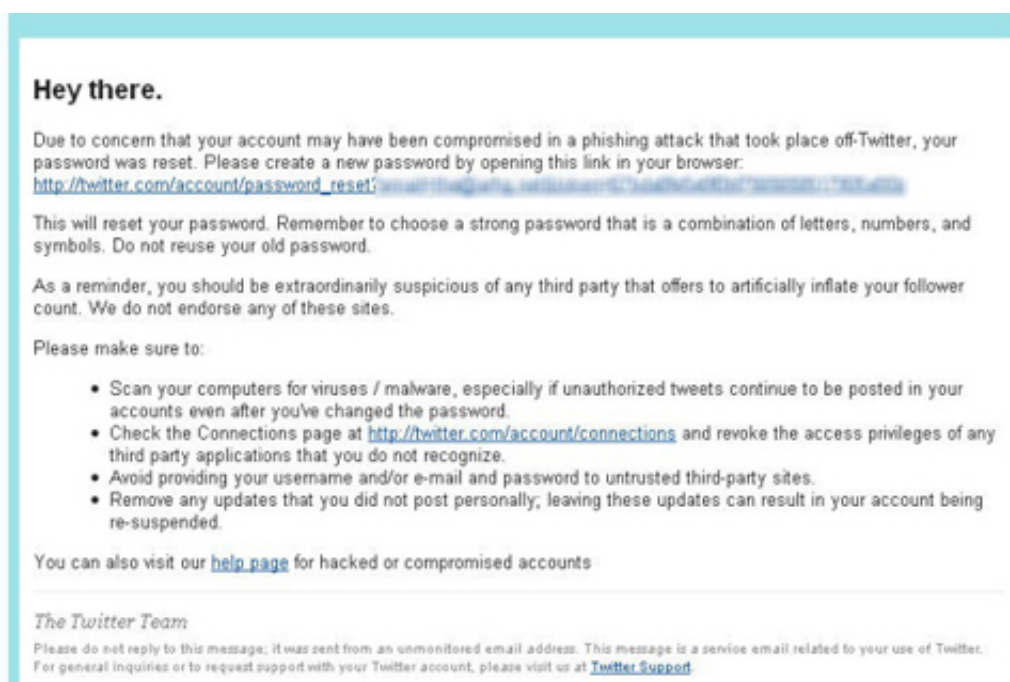 Hey there.
Due to concern that your account may have been compromised in a phishing attack that took place off-Twitter, your
password was reset. Please create a new password by opening this link in your browser:
http://twitter.com/account/password_reset?
This will reset your password. Remember to choose a strong password that is a combination of letters, numbers, and
symbols. Do not reuse your old password.
As a reminder, you should be extraordinarily suspicious of any third party that offers to artificially inflate your follower
count. We do not endorse any of these sites.
Please make sure to:
• Scan your computers for viruses / malware, especially if unauthorized tweets continue to be posted in your
accounts even after you've changed the password.
• Check the Connections page at http://twitter.com/account/connections and revoke the access privileges of any
third party applications that you do not recognize.
• Avoid providing your username and/or e-mail and password to untrusted third-party sites.
• Remove any updates that you did not post personally; leaving these updates can result in your account being
re-suspended.
You can also visit our help page for hacked or compromised accounts
The Twitter Team
Please do not reply to this message; it was sent from an unmonitored email address. This message is a service email related to your use of Twitter.
For general inquiries or to request support with your Twitter account, please visit us at Twitter Support.